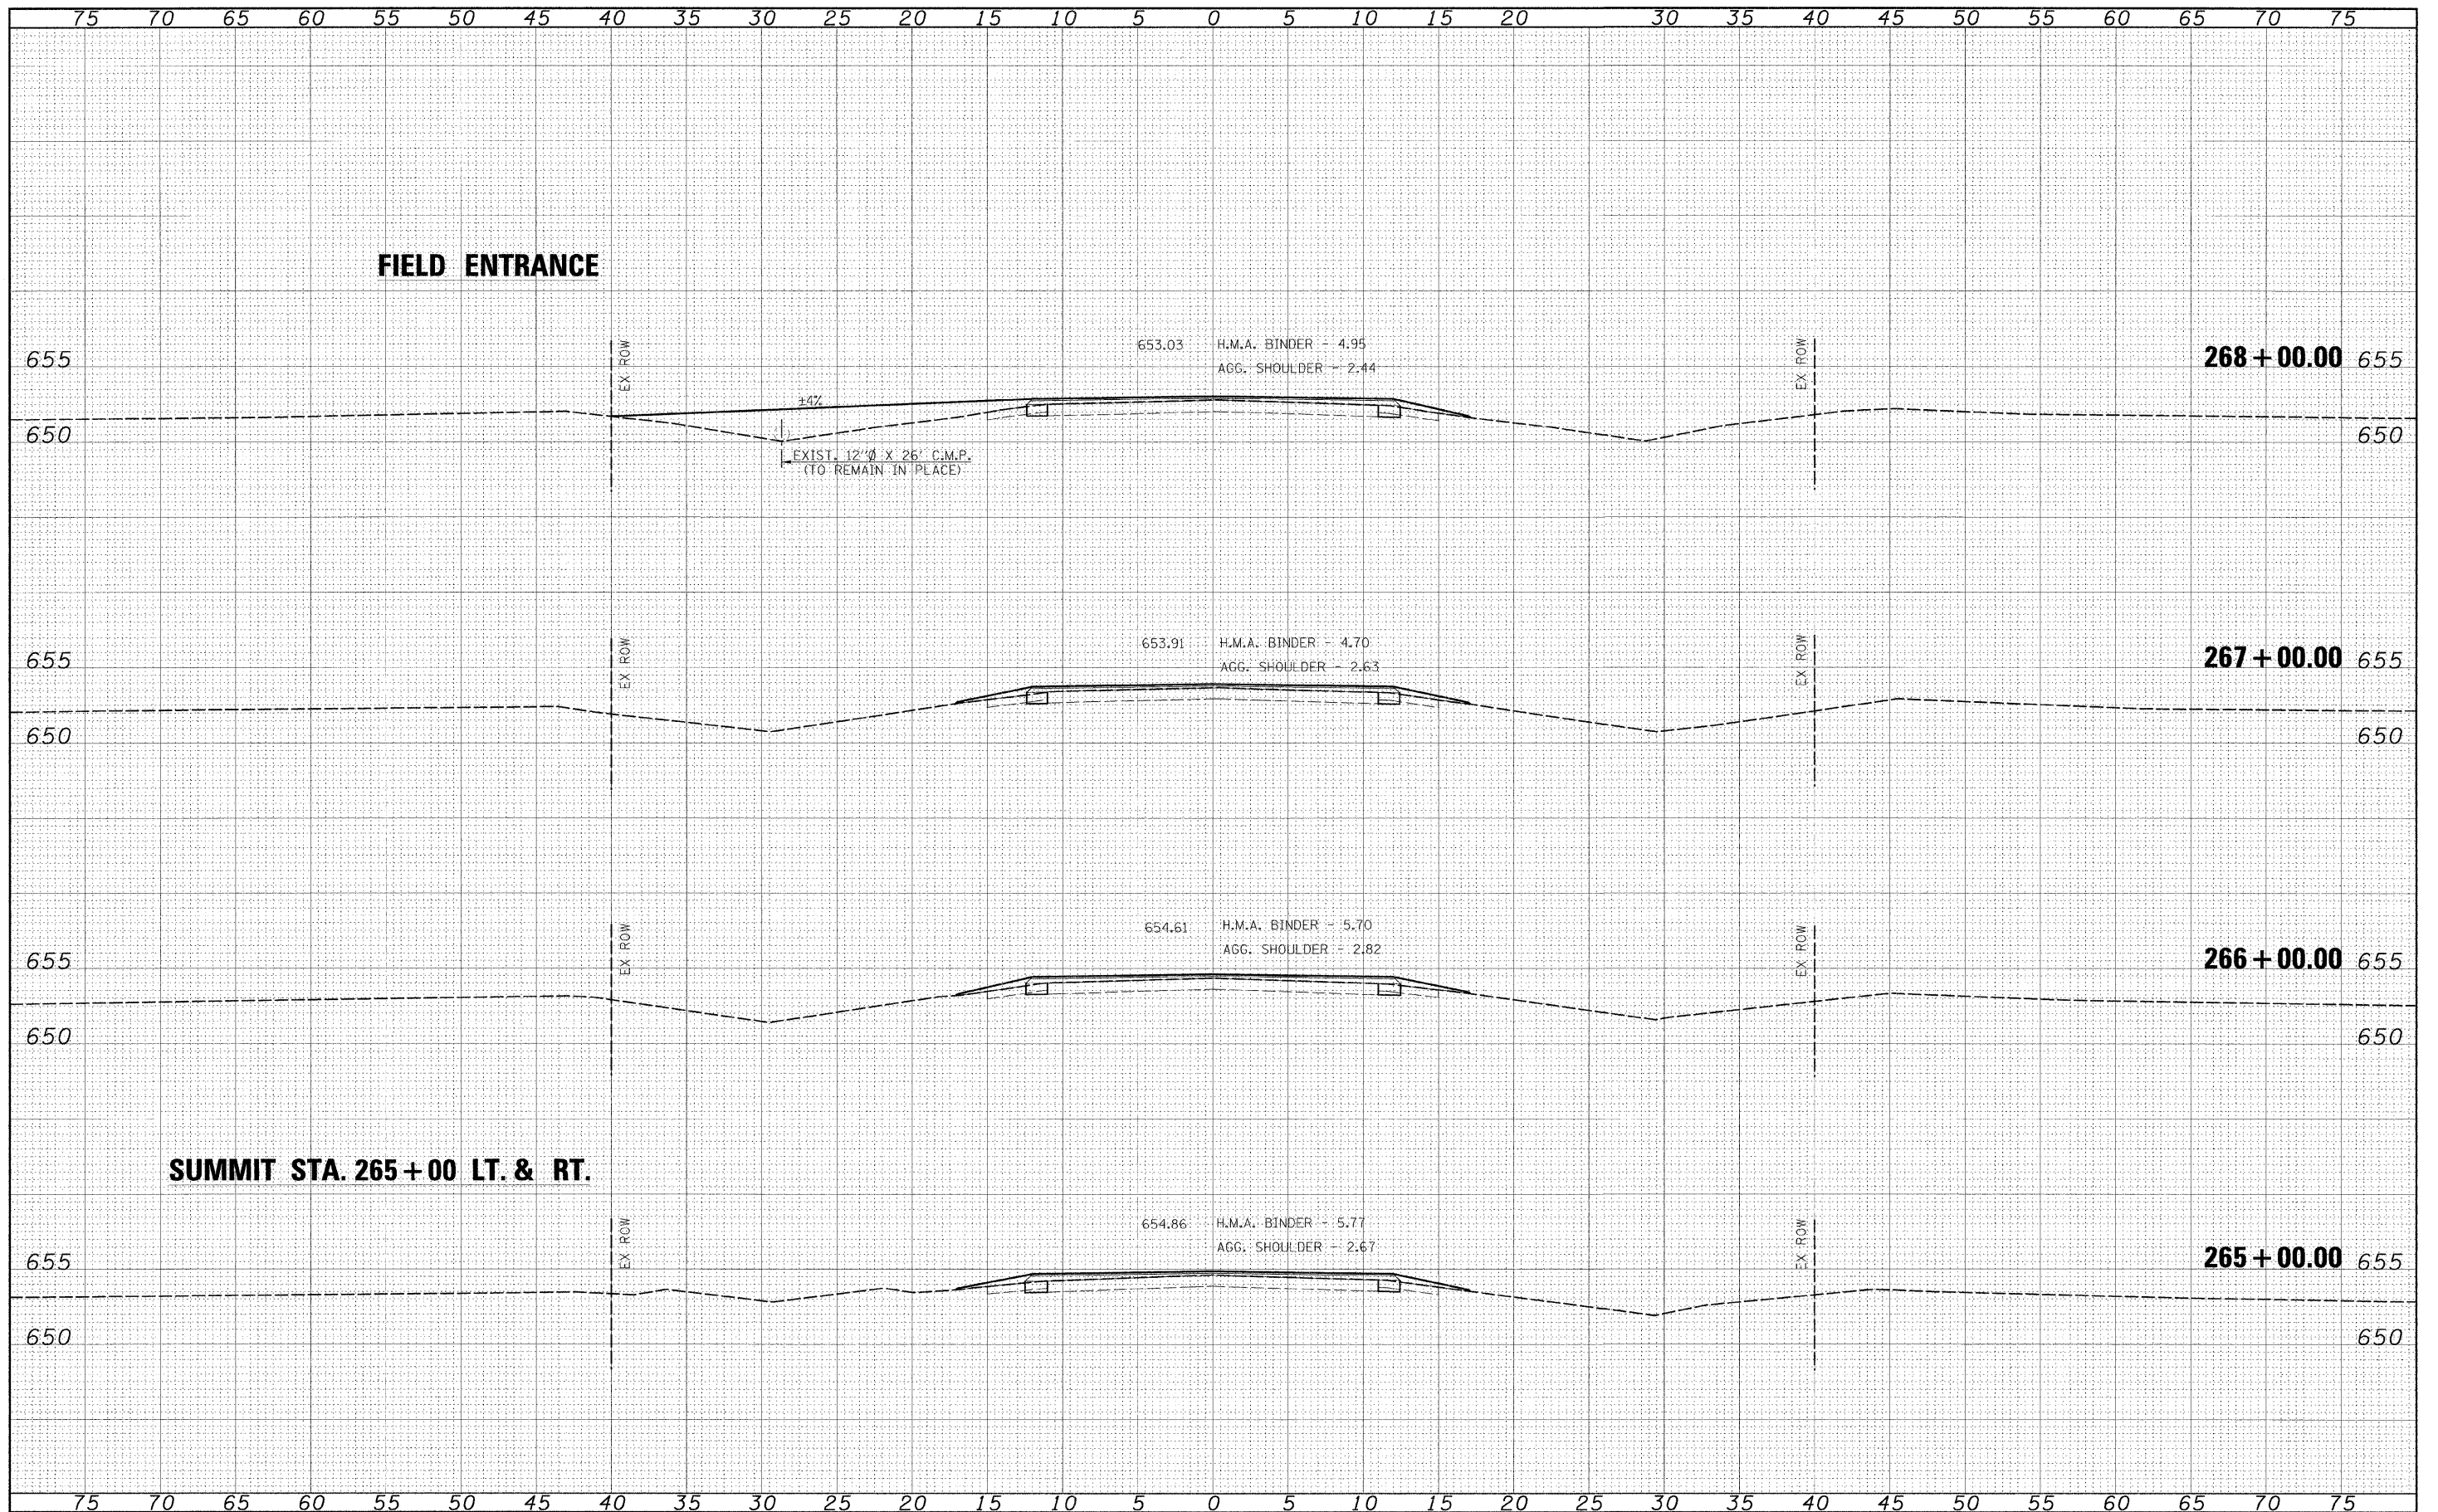 75 70 65 60 55 50 45 40 35 30 25 20 15 10 5 0 5 10 15 20 30 40 45 50 55 60 65 70 75
FIELD ENTRANCE
653.03 H.M.A. BINDER - 4.95
AGG. SHOULDER - 2.44
EX ROW
EX ROW
655 268+00.00 655
±4%
650 650
EXIST. 12"Ø X 26' C.M.P.
(TO REMAIN IN PLACE)
653.91 H.M.A. BINDER - 4.70
AGG. SHOULDER - 2.63
EX ROW
EX ROW
655 267+00.00 655
650 650
654.61 H.M.A. BINDER - 5.70
AGG. SHOULDER - 2.82
EX ROW
EX ROW
655 266+00.00 655
650 650
SUMMIT STA. 265+00 LT. & RT.
654.86 H.M.A. BINDER - 5.77
AGG. SHOULDER - 2.67
EX ROW
EX ROW
655 265+00.00 655
650 650
75 70 65 60 55 50 45 40 35 30 25 20 15 10 5 0 5 10 15 20 30 40 45 50 55 60 65 70 75